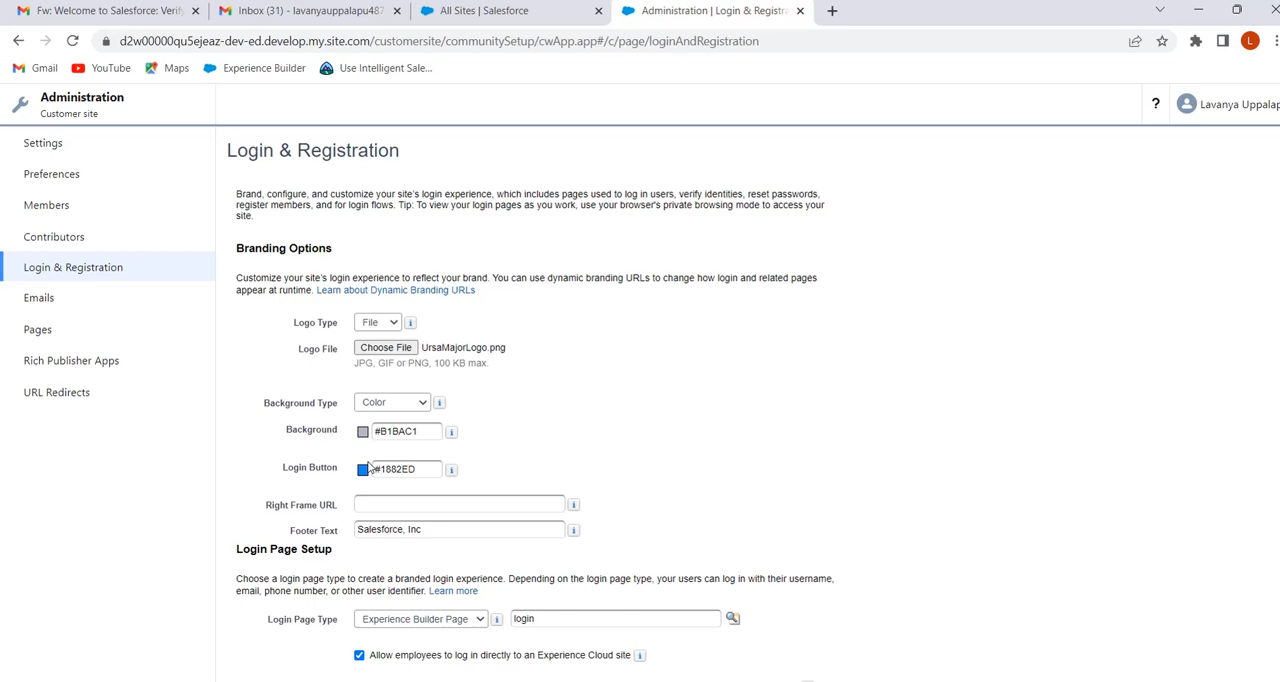 Fw: Welcome to Salesforce: Verify
Inbox (31) - lavanyauppalapu487
All Sites | Salesforce
Administration | Login & Registra
d2w00000qu5ejeaz-dev-ed.develop.my.site.com/customersite/communitySetup/cwApp.app#/c/page/loginAndRegistration
L
Gmail
YouTube
Maps
Experience Builder
Use Intelligent Sale...
Administration
Customer site
?
Lavanya Uppalap
Settings
Preferences
Members
Contributors
Login & Registration
Emails
Pages
Rich Publisher Apps
URL Redirects
Login & Registration
Brand, configure, and customize your site's login experience, which includes pages used to log in users, verify identities, reset passwords,
register members, and for login flows. Tip: To view your login pages as you work, use your browser's private browsing mode to access your
site.
Branding Options
Customize your site's login experience to reflect your brand. You can use dynamic branding URLs to change how login and related pages
appear at runtime. Learn about Dynamic Branding URLs
Logo Type File i
Logo File Choose File UrsaMajorLogo.png
JPG, GIF or PNG, 100 KB max.
Background Type Color i
Background #B1BAC1 i
Login Button #1882ED i
Right Frame URL i
Footer Text Salesforce, Inc i
Login Page Setup
Choose a login page type to create a branded login experience. Depending on the login page type, your users can log in with their username,
email, phone number, or other user identifier. Learn more
Login Page Type Experience Builder Page i login
Allow employees to log in directly to an Experience Cloud site i